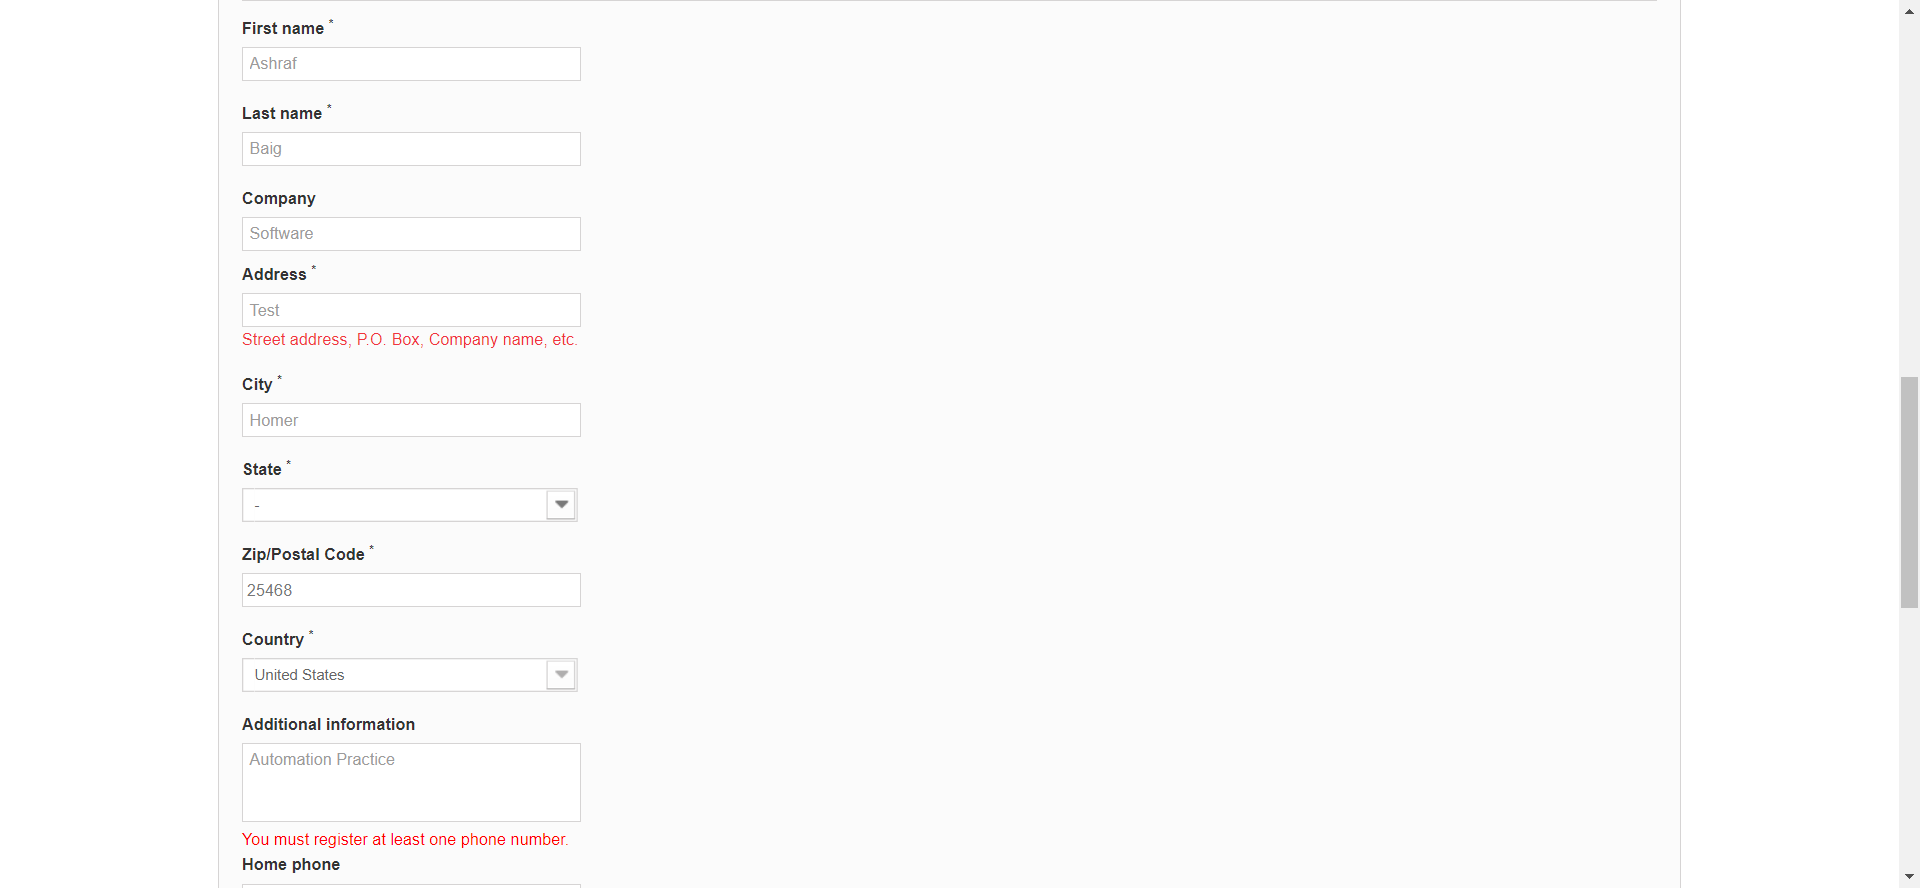 First name *
Ashraf
Last name *
Baig
Company
Software
Address *
Test
Street address, P.O. Box, Company name, etc.
City *
Homer
State *
-
Zip/Postal Code *
25468
Country *
United States
Additional information
Automation Practice
You must register at least one phone number.
Home phone